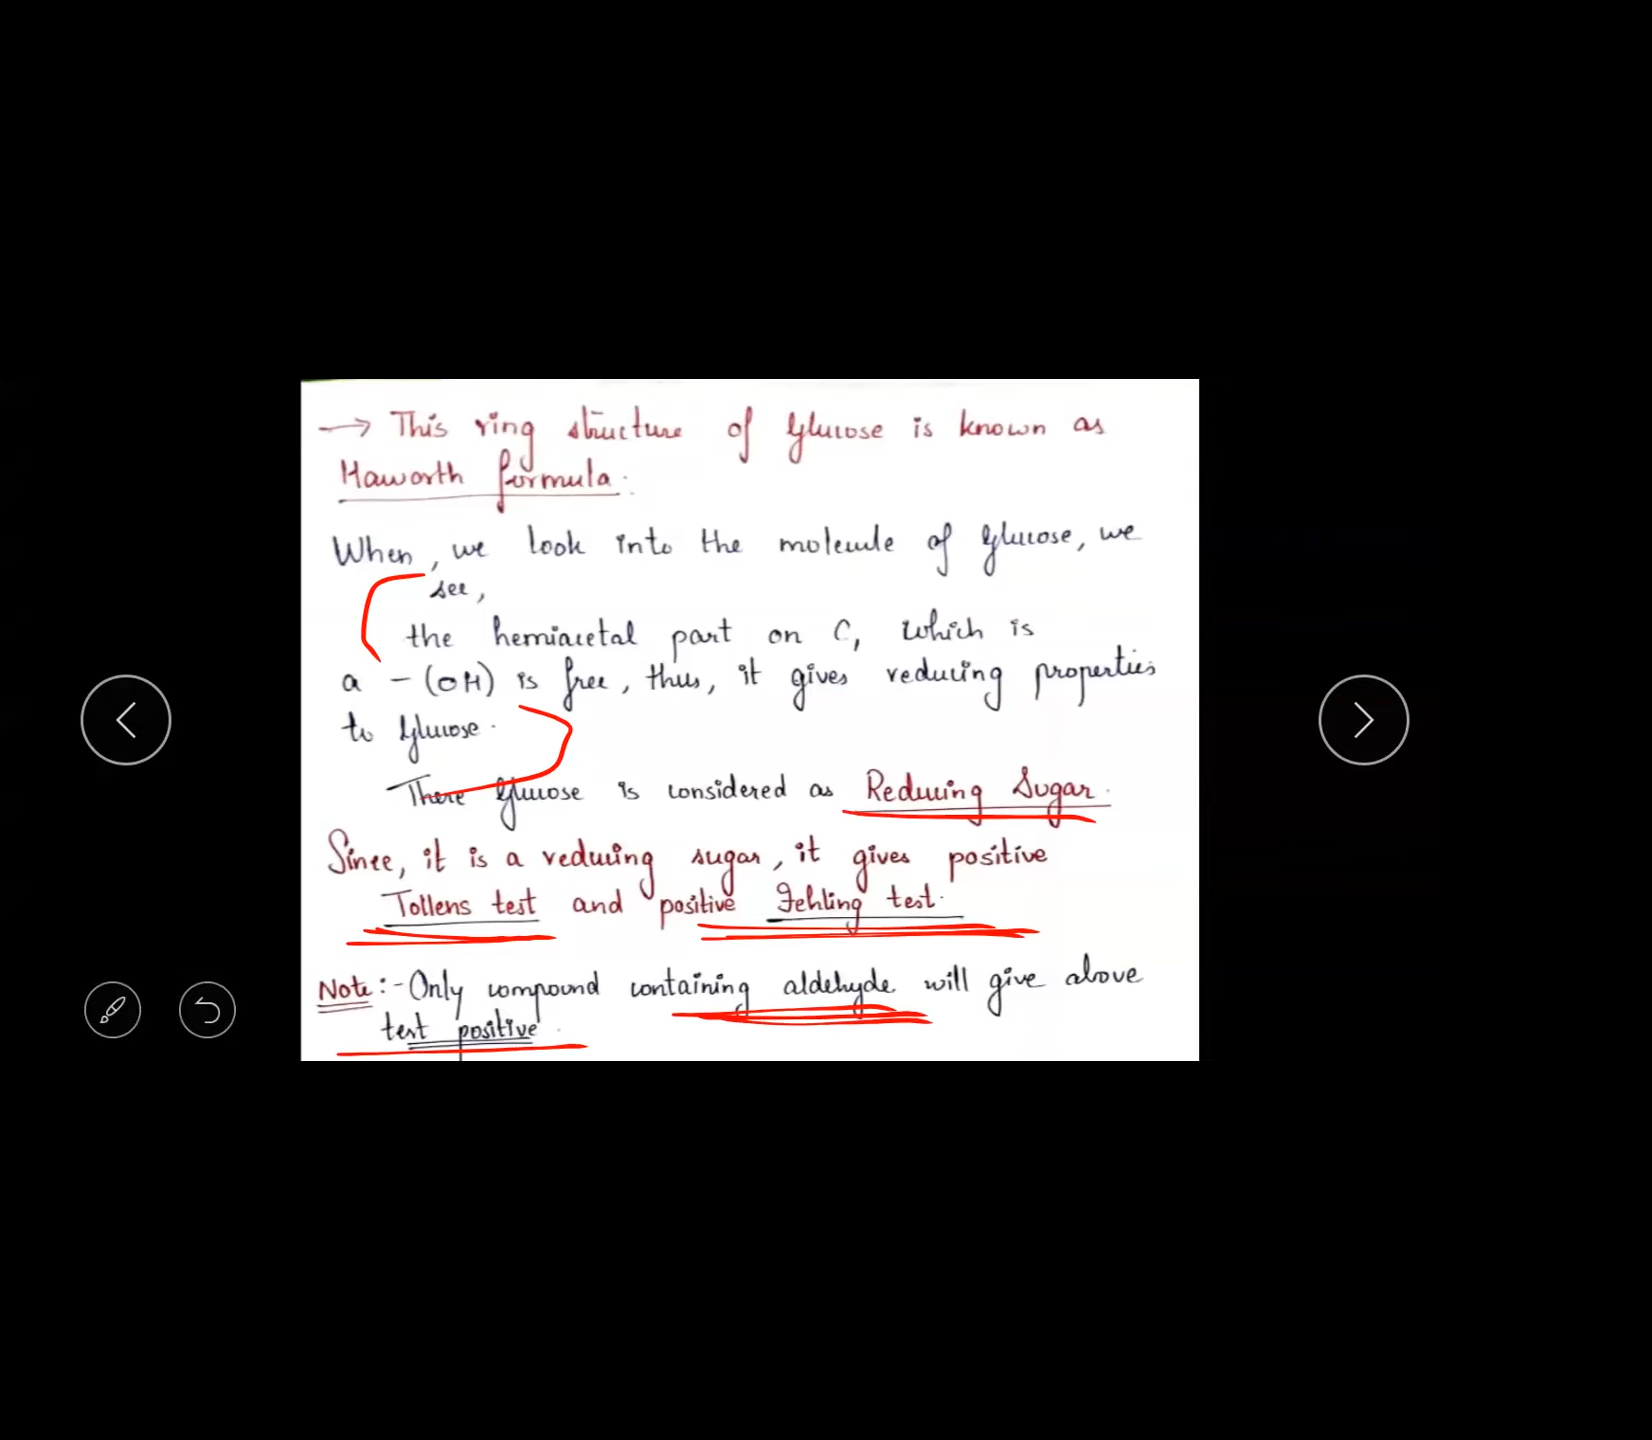 → This ring structure of Glucose is known as
Haworth formula.
When, we look into the molecule of Glucose, we
see,
the hemiacetal part on C, which is
a -(OH) is free, thus, it gives reducing properties
to Glucose.
There Glucose is considered as Reducing Sugar.
Since, it is a reducing sugar, it gives positive
Tollens test and positive Fehling test.
Note:- Only compound containing aldehyde will give above
test positive.